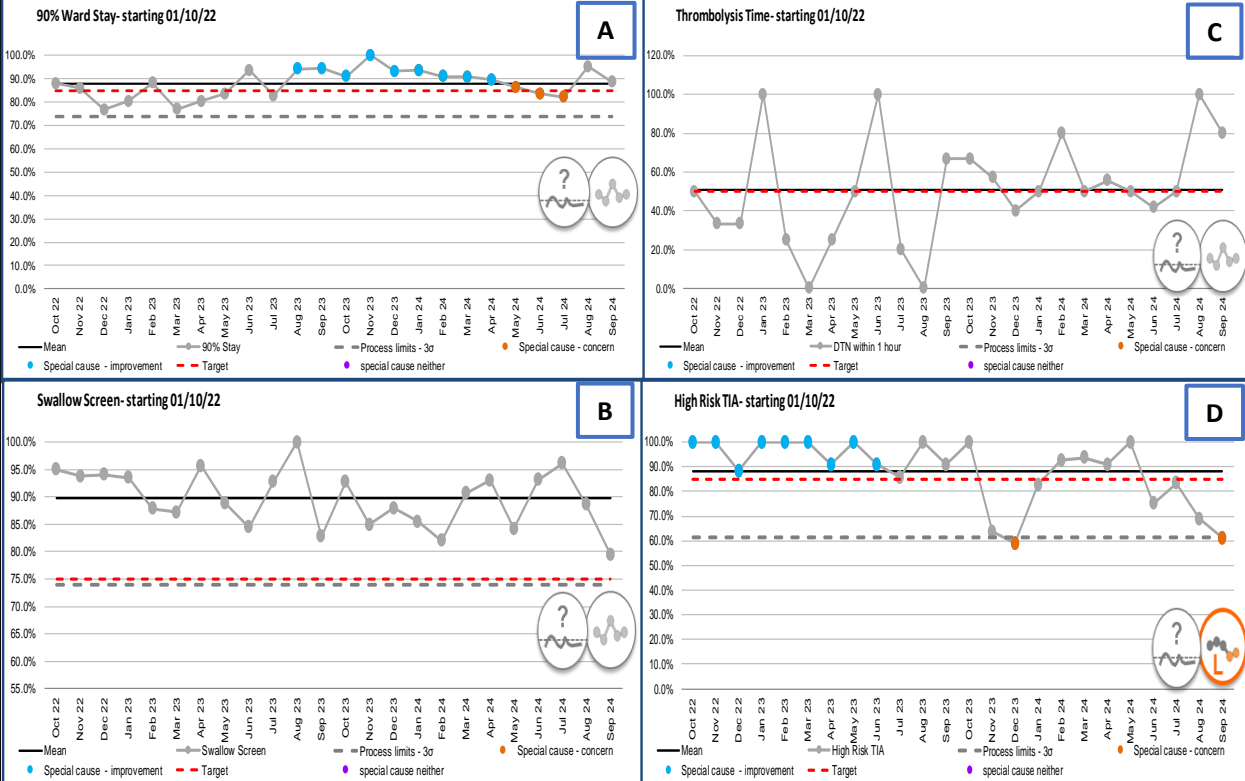 90% Ward Stay- starting 01/10/22
A
100.0%
90.0%
80.0%
70.0%
60.0%
50.0%
40.0%
30.0%
20.0%
10.0%
0.0%
?
Oct 22 Nov 22 Dec 22 Jan 23 Feb 23 Mar 23 Apr 23 May 23 Jun 23 Jul 23 Aug 23 Sep 23 Oct 23 Nov 23 Dec 23 Jan 24 Feb 24 Mar 24 Apr 24 May 24 Jun 24 Jul 24 Aug 24 Sep 24
Mean 90% Stay Process limits - 3σ Special cause - concern
Special cause - improvement Target special cause neither
Swallow Screen- starting 01/10/22
B
100.0%
95.0%
90.0%
85.0%
80.0%
75.0%
70.0%
65.0%
60.0%
55.0%
?
Oct 22 Nov 22 Dec 22 Jan 23 Feb 23 Mar 23 Apr 23 May 23 Jun 23 Jul 23 Aug 23 Sep 23 Oct 23 Nov 23 Dec 23 Jan 24 Feb 24 Mar 24 Apr 24 May 24 Jun 24 Jul 24 Aug 24 Sep 24
Mean Swallow Screen Process limits - 3σ Special cause - concern
Special cause - improvement Target special cause neither
Thrombolysis Time- starting 01/10/22
C
120.0%
100.0%
80.0%
60.0%
40.0%
20.0%
0.0%
?
Oct 22 Nov 22 Dec 22 Jan 23 Feb 23 Mar 23 Apr 23 May 23 Jun 23 Jul 23 Aug 23 Sep 23 Oct 23 Nov 23 Dec 23 Jan 24 Feb 24 Mar 24 Apr 24 May 24 Jun 24 Jul 24 Aug 24 Sep 24
Mean DTN within 1 hour Process limits - 3σ Special cause - concern
Special cause - improvement Target special cause neither
High Risk TIA- starting 01/10/22
D
100.0%
90.0%
80.0%
70.0%
60.0%
50.0%
40.0%
30.0%
20.0%
10.0%
0.0%
?
L
Oct 22 Nov 22 Dec 22 Jan 23 Feb 23 Mar 23 Apr 23 May 23 Jun 23 Jul 23 Aug 23 Sep 23 Oct 23 Nov 23 Dec 23 Jan 24 Feb 24 Mar 24 Apr 24 May 24 Jun 24 Jul 24 Aug 24 Sep 24
Mean High Risk TIA Process limits - 3σ Special cause - concern
Special cause - improvement Target special cause neither